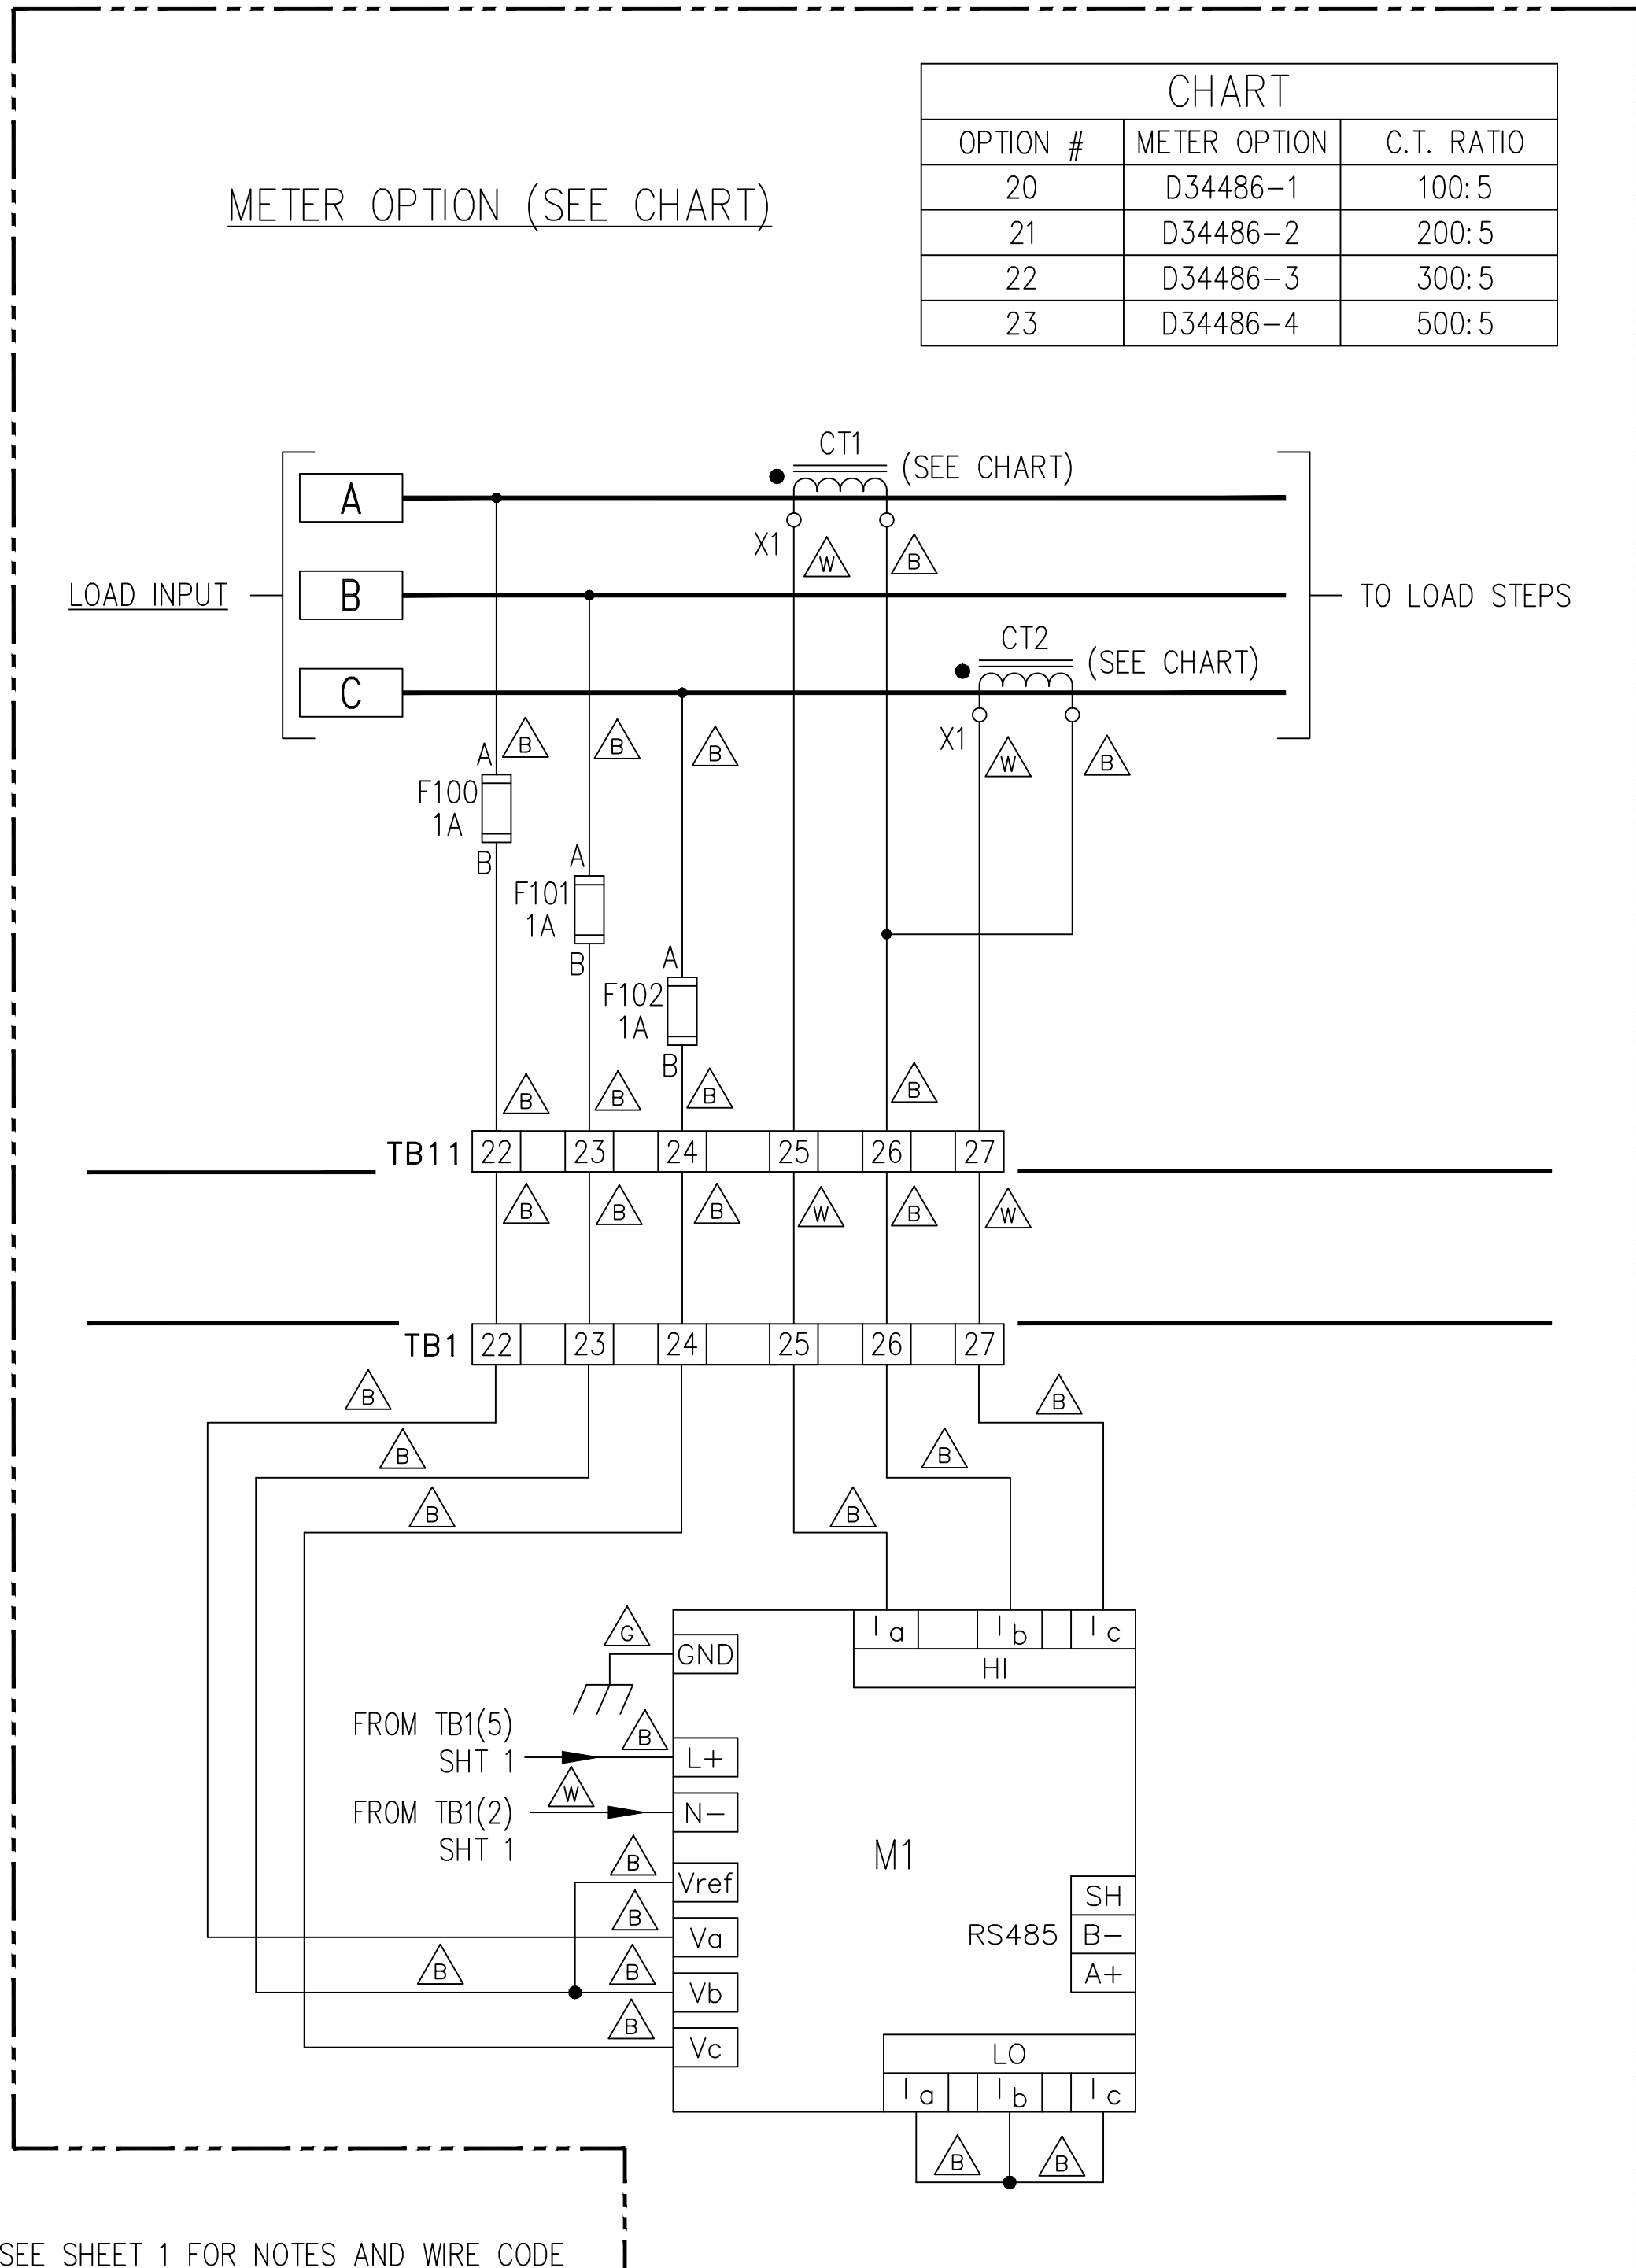 CHART
OPTION # METER OPTION C.T. RATIO
20 D34486-1 100:5
21 D34486-2 200:5
22 D34486-3 300:5
23 D34486-4 500:5
METER OPTION (SEE CHART)
CT1
(SEE CHART)
A
X1
W B
LOAD INPUT
B
TO LOAD STEPS
CT2
(SEE CHART)
C
X1
W B
B B B
A
F100
1A
B
A
F101
1A
B
A
F102
1A
B
B B B B
TB11 22 23 24 25 26 27
B B B W B W
TB1 22 23 24 25 26 27
B B
B B
B B
Ia Ib Ic
HI
G
GND
FROM TB1(5)
SHT 1
B
L+
W
FROM TB1(2)
SHT 1
N-
M1
B
Vref
B
Va
B B
Vb
B
Vc
SH
RS485 B-
A+
LO
Ia Ib Ic
B B
SEE SHEET 1 FOR NOTES AND WIRE CODE